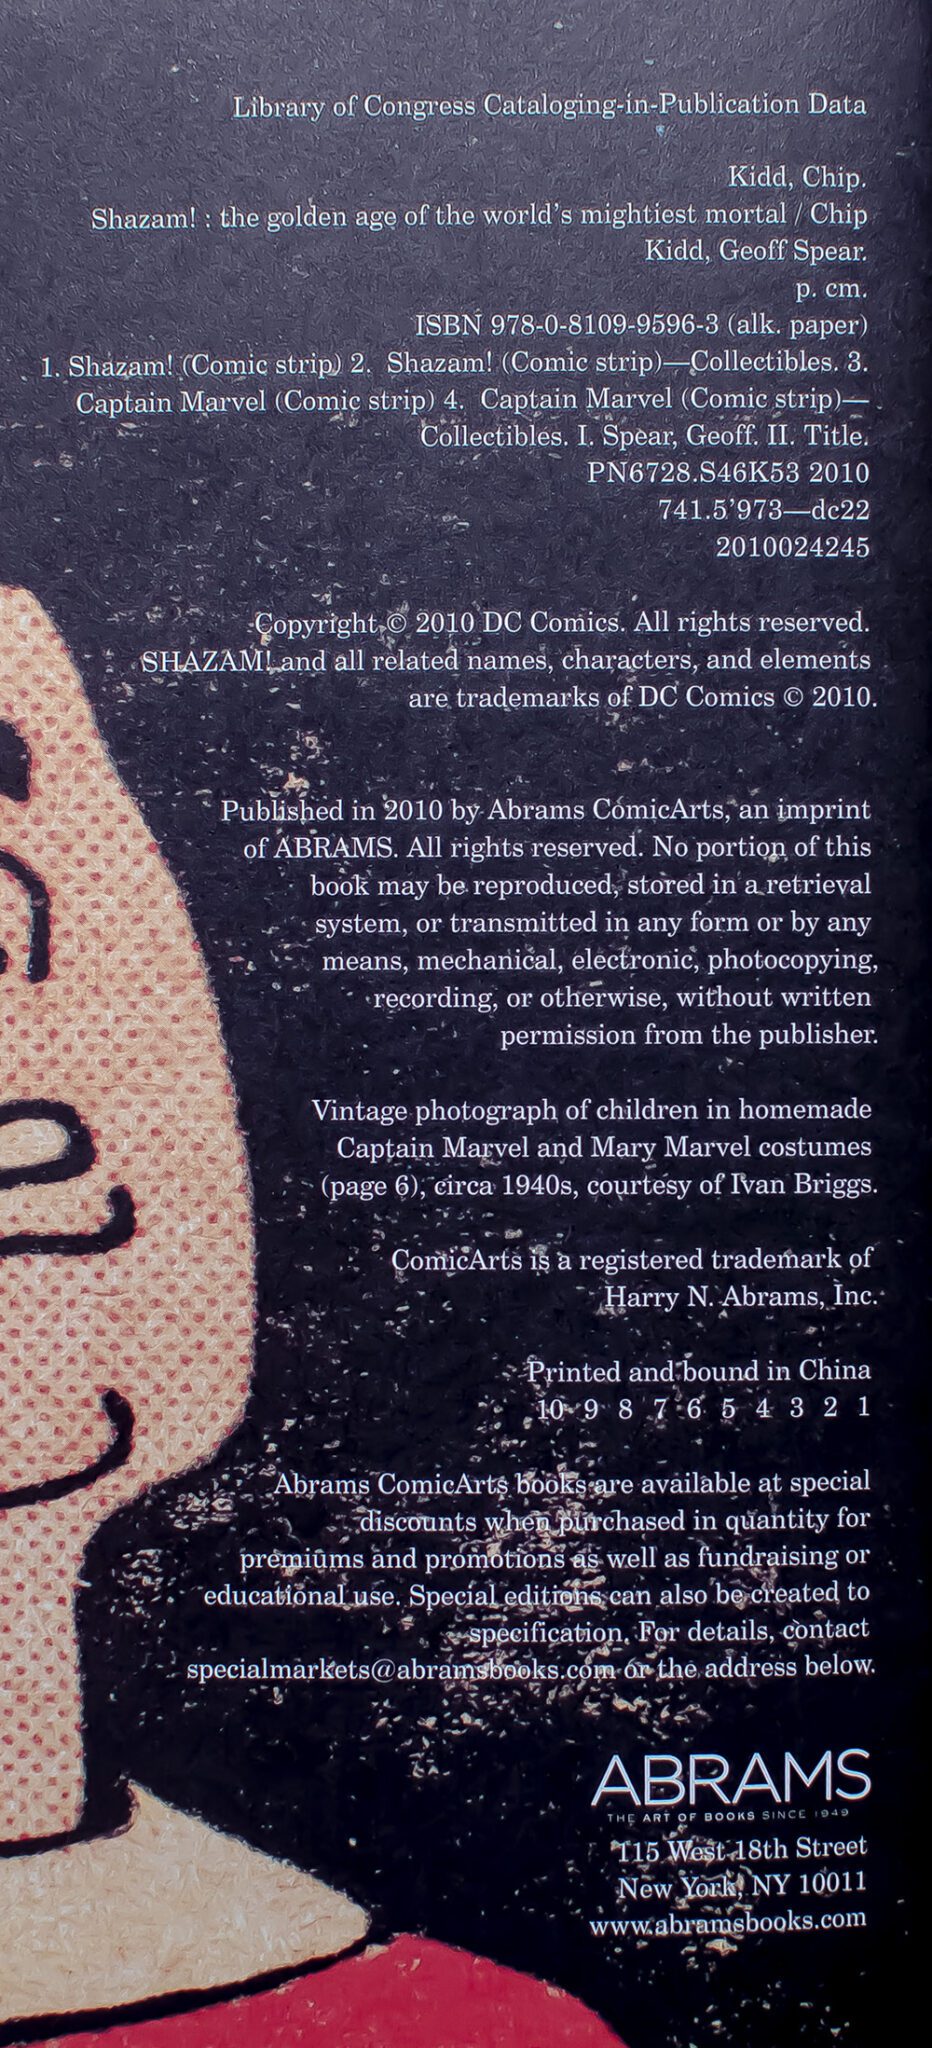 Library of Congress Cataloging-in-Publication Data
Kidd, Chip.
Shazam! : the golden age of the world's mightiest mortal / Chip
Kidd, Geoff Spear.
p. cm.
ISBN 978-0-8109-9596-3 (alk. paper)
1. Shazam! (Comic strip) 2. Shazam! (Comic strip)—Collectibles. 3.
Captain Marvel (Comic strip) 4. Captain Marvel (Comic strip)—
Collectibles. I. Spear, Geoff. II. Title.
PN6728.S46K53 2010
741.5'973—dc22
2010024245
Copyright © 2010 DC Comics. All rights reserved.
SHAZAM! and all related names, characters, and elements
are trademarks of DC Comics © 2010.
Published in 2010 by Abrams ComicArts, an imprint
of ABRAMS. All rights reserved. No portion of this
book may be reproduced, stored in a retrieval
system, or transmitted in any form or by any
means, mechanical, electronic, photocopying,
recording, or otherwise, without written
permission from the publisher.
Vintage photograph of children in homemade
Captain Marvel and Mary Marvel costumes
(page 6), circa 1940s, courtesy of Ivan Briggs.
ComicArts is a registered trademark of
Harry N. Abrams, Inc.
Printed and bound in China
10 9 8 7 6 5 4 3 2 1
Abrams ComicArts books are available at special
discounts when purchased in quantity for
premiums and promotions as well as fundraising or
educational use. Special editions can also be created to
specification. For details, contact
specialmarkets@abramsbooks.com or the address below.
ABRAMS
THE ART OF BOOKS SINCE 1949
115 West 18th Street
New York, NY 10011
www.abramsbooks.com